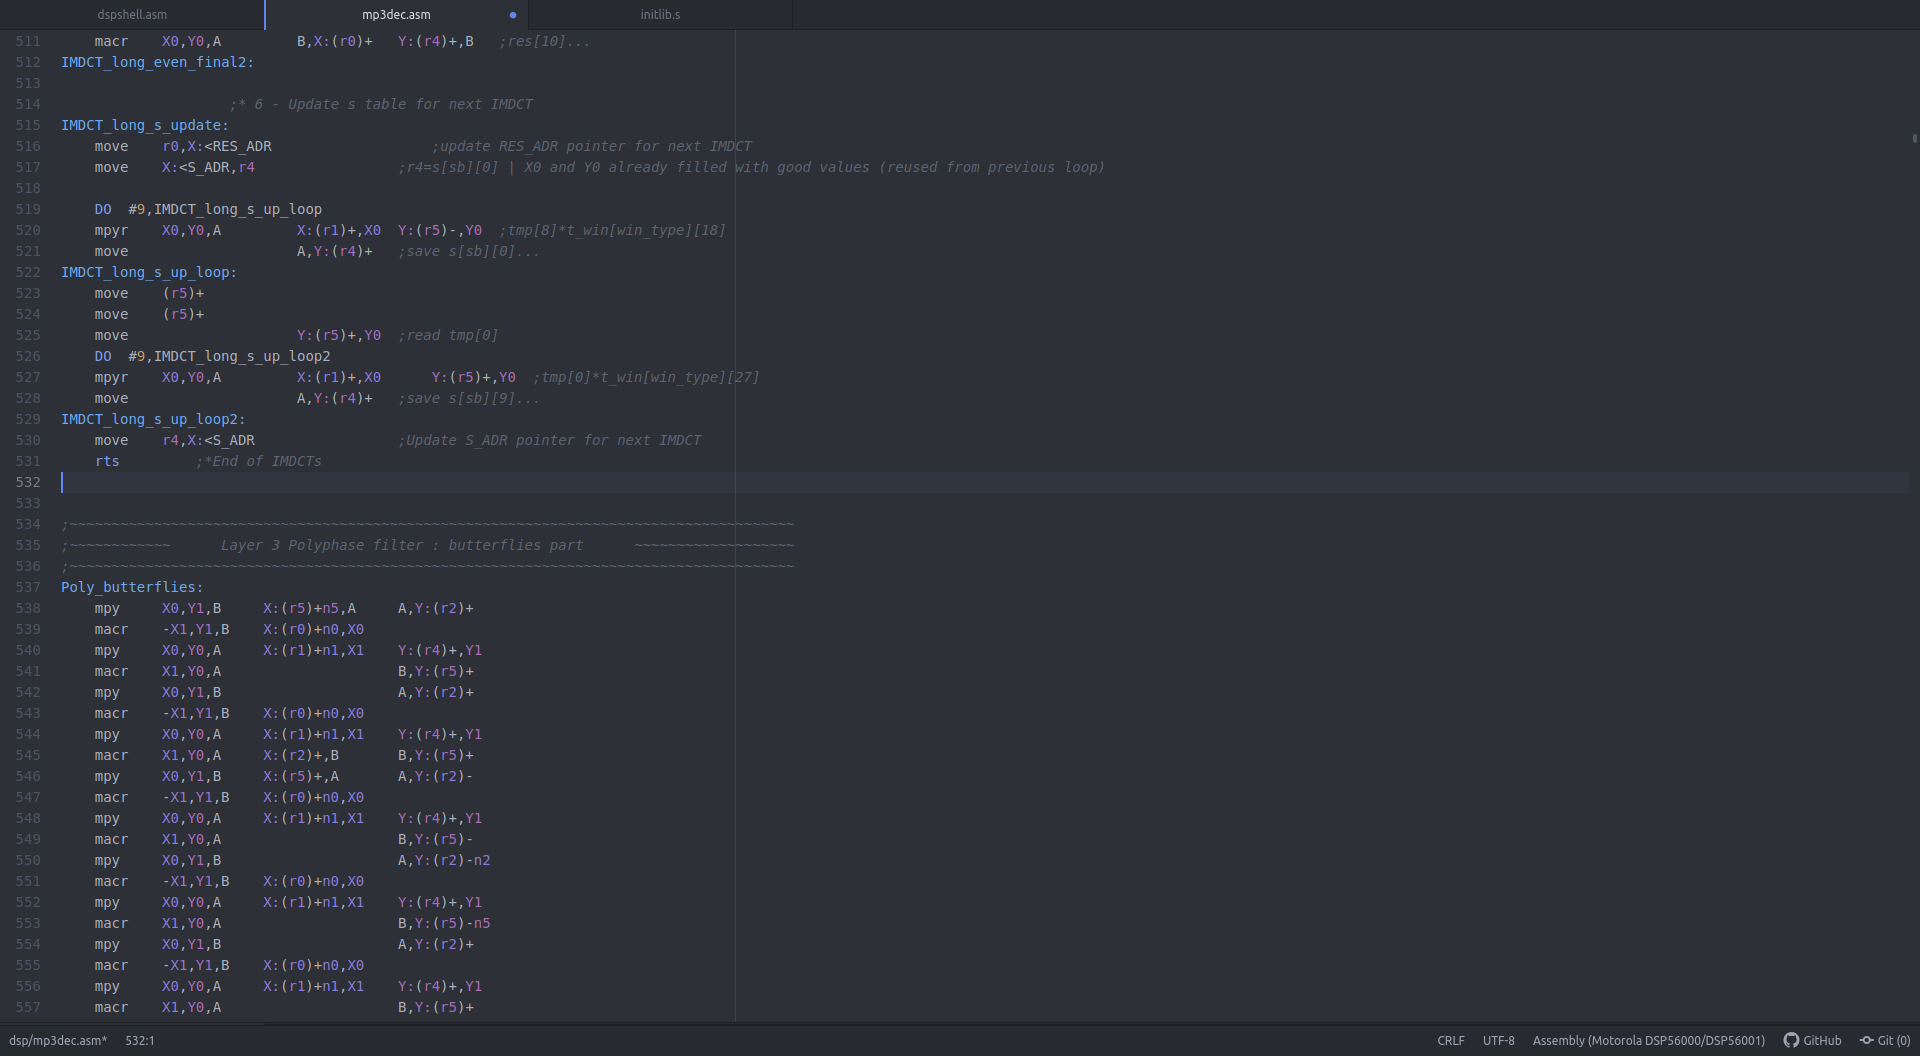 dspshell.asm mp3dec.asm initlib.s
511 macr X0,Y0,A B,X:(r0)+ Y:(r4)+,B ;res[10]...
512 IMDCT_long_even_final2:
513
514 ;* 6 - Update s table for next IMDCT
515 IMDCT_long_s_update:
516 move r0,X:<RES_ADR ;update RES_ADR pointer for next IMDCT
517 move X:<S_ADR,r4 ;r4=s[sb][0] | X0 and Y0 already filled with good values (reused from previous loop)
518
519 DO #9,IMDCT_long_s_up_loop
520 mpyr X0,Y0,A X:(r1)+,X0 Y:(r5)-,Y0 ;tmp[8]*t_win[win_type][18]
521 move A,Y:(r4)+ ;save s[sb][0]...
522 IMDCT_long_s_up_loop:
523 move (r5)+
524 move (r5)+
525 move Y:(r5)+,Y0 ;read tmp[0]
526 DO #9,IMDCT_long_s_up_loop2
527 mpyr X0,Y0,A X:(r1)+,X0 Y:(r5)+,Y0 ;tmp[0]*t_win[win_type][27]
528 move A,Y:(r4)+ ;save s[sb][9]...
529 IMDCT_long_s_up_loop2:
530 move r4,X:<S_ADR ;Update S_ADR pointer for next IMDCT
531 rts ;*End of IMDCTs
532
533
534 ;~~~~~~~~~~~~~~~~~~~~~~~~~~~~~~~~~~~~~~~~~~~~~~~~~~~~~~~~~~~~~~~~~~~~~~~~~~~~~~~~~~~~~~
535 ;~~~~~~~~~~~~ Layer 3 Polyphase filter : butterflies part ~~~~~~~~~~~~~~~~~~~
536 ;~~~~~~~~~~~~~~~~~~~~~~~~~~~~~~~~~~~~~~~~~~~~~~~~~~~~~~~~~~~~~~~~~~~~~~~~~~~~~~~~~~~~~~
537 Poly_butterflies:
538 mpy X0,Y1,B X:(r5)+n5,A A,Y:(r2)+
539 macr -X1,Y1,B X:(r0)+n0,X0
540 mpy X0,Y0,A X:(r1)+n1,X1 Y:(r4)+,Y1
541 macr X1,Y0,A B,Y:(r5)+
542 mpy X0,Y1,B A,Y:(r2)+
543 macr -X1,Y1,B X:(r0)+n0,X0
544 mpy X0,Y0,A X:(r1)+n1,X1 Y:(r4)+,Y1
545 macr X1,Y0,A X:(r2)+,B B,Y:(r5)+
546 mpy X0,Y1,B X:(r5)+,A A,Y:(r2)-
547 macr -X1,Y1,B X:(r0)+n0,X0
548 mpy X0,Y0,A X:(r1)+n1,X1 Y:(r4)+,Y1
549 macr X1,Y0,A B,Y:(r5)-
550 mpy X0,Y1,B A,Y:(r2)-n2
551 macr -X1,Y1,B X:(r0)+n0,X0
552 mpy X0,Y0,A X:(r1)+n1,X1 Y:(r4)+,Y1
553 macr X1,Y0,A B,Y:(r5)-n5
554 mpy X0,Y1,B A,Y:(r2)+
555 macr -X1,Y1,B X:(r0)+n0,X0
556 mpy X0,Y0,A X:(r1)+n1,X1 Y:(r4)+,Y1
557 macr X1,Y0,A B,Y:(r5)+
dsp/mp3dec.asm* 532:1 CRLF UTF-8 Assembly (Motorola DSP56000/DSP56001) GitHub Git (0)